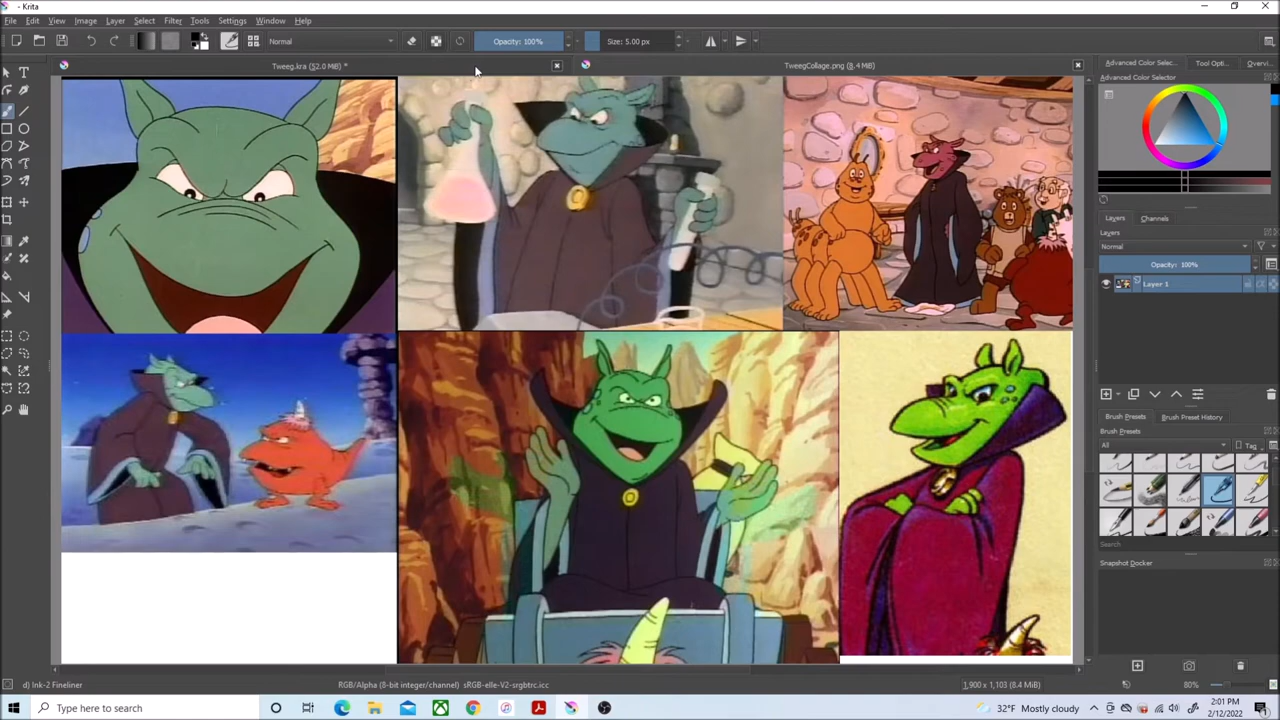 - Krita
File Edit View Image Layer Select Filter Tools Settings Window Help
Normal Opacity: 100% Size: 5.00 px
Tweeg.kra (52.0 MiB) * TweegCollage.png (8.4 MiB)
Advanced Color Selec... Tool Opti... Overvi...
Advanced Color Selector
Layers Channels
Layers
Normal
Opacity: 100%
Layer 1
Brush Presets Brush Preset History
Brush Presets
All Tag
Search
Snapshot Docker
d) Ink-2 Fineliner RGB/Alpha (8-bit integer/channel) sRGB-elle-V2-srgbtrc.icc 1,900 x 1,103 (8.4 MiB) 80%
Type here to search 32°F Mostly cloudy 2:01 PM
2/12/2022